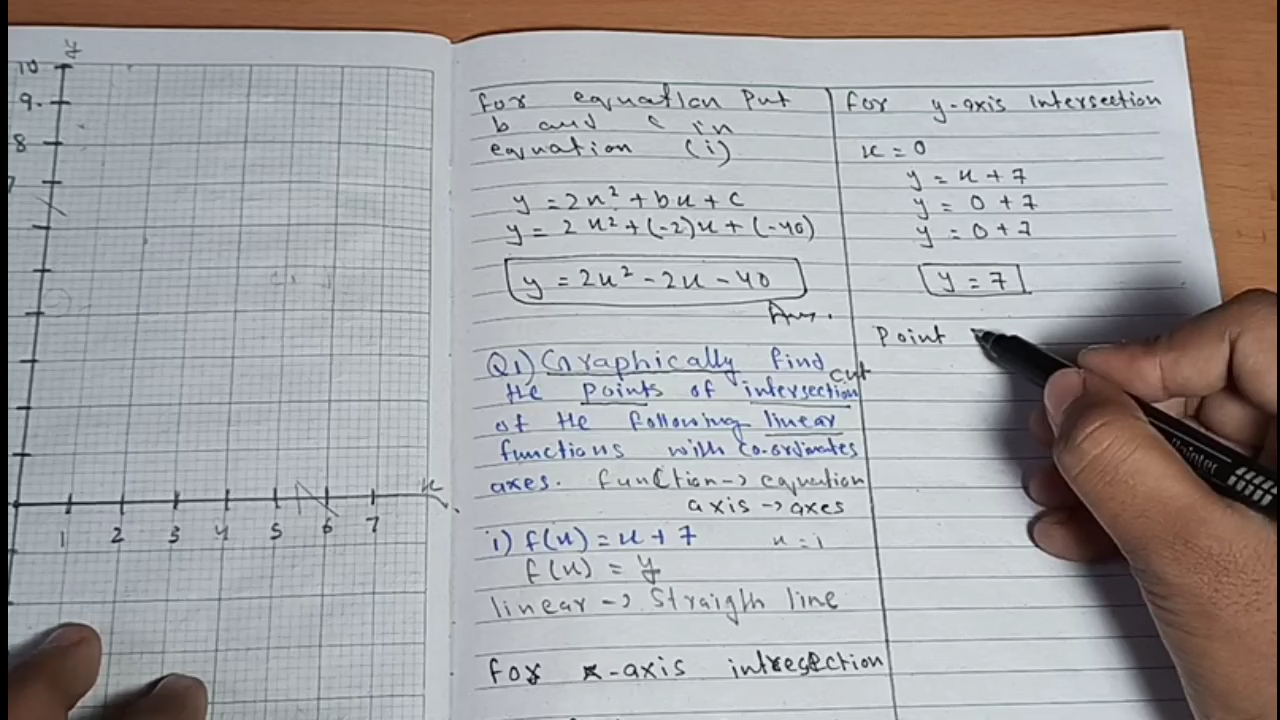 y
10
9
8
7
x
1 2 3 4 5 6 7
For equation Put
b and c in
equation (i)
y = 2x² + bx + c
y = 2x² + (-2)x + (-40)
y = 2x² - 2x - 40
Ans.
Q1) Graphically find
the points of intersection cut
of the following linear
functions with co-ordinates
axes. function → equation
axis → axes
i) f(x) = x + 7 x = 1
f(x) = y
linear → Straigth line
for x-axis intresection
For y-axis Intersection
x = 0
y = x + 7
y = 0 + 7
y = 0 + 7
y = 7
Point